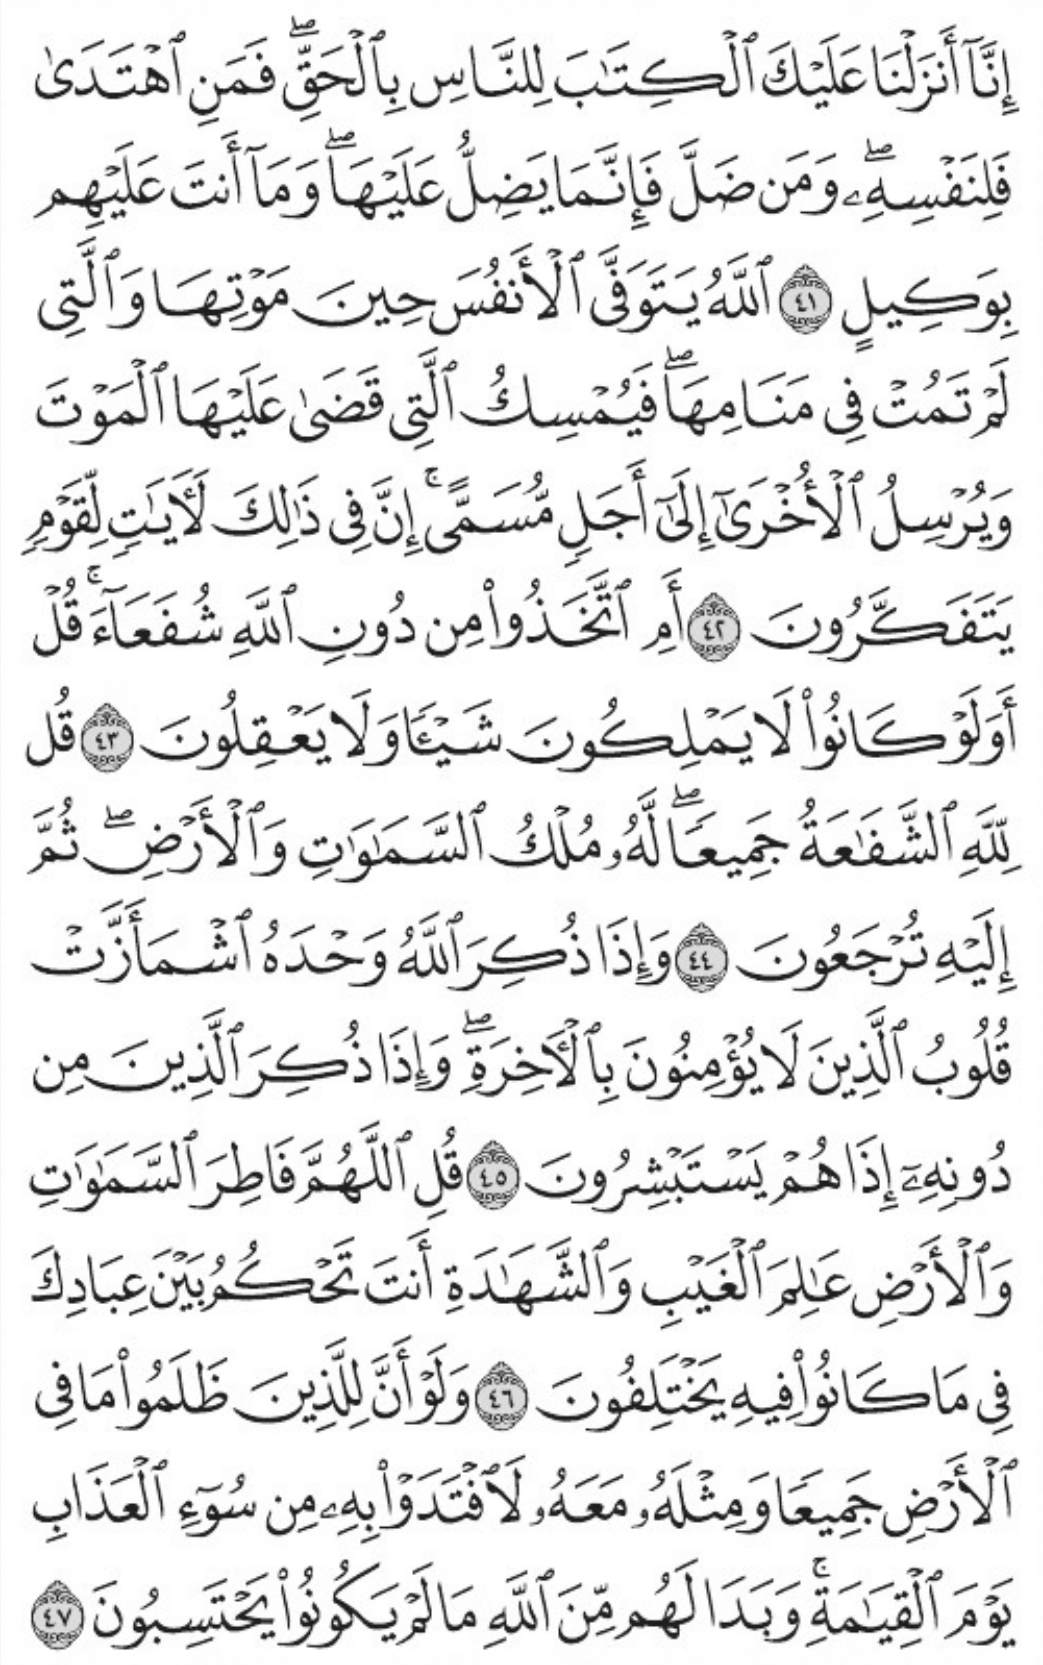 إِنَّآ أَنزَلْنَا عَلَيْكَ ٱلْكِتَٰبَ لِلنَّاسِ بِٱلْحَقِّ ۖ فَمَنِ ٱهْتَدَىٰ
فَلِنَفْسِهِۦ ۖ وَمَن ضَلَّ فَإِنَّمَا يَضِلُّ عَلَيْهَا ۖ وَمَآ أَنتَ عَلَيْهِم
بِوَكِيلٍ ٤١ ٱللَّهُ يَتَوَفَّى ٱلْأَنفُسَ حِينَ مَوْتِهَا وَٱلَّتِى
لَمْ تَمُتْ فِى مَنَامِهَا ۖ فَيُمْسِكُ ٱلَّتِى قَضَىٰ عَلَيْهَا ٱلْمَوْتَ
وَيُرْسِلُ ٱلْأُخْرَىٰٓ إِلَىٰٓ أَجَلٍ مُّسَمًّى ۚ إِنَّ فِى ذَٰلِكَ لَءَايَٰتٍ لِّقَوْمٍ
يَتَفَكَّرُونَ ٤٢ أَمِ ٱتَّخَذُوا۟ مِن دُونِ ٱللَّهِ شُفَعَآءَ ۚ قُلْ
أَوَلَوْ كَانُوا۟ لَا يَمْلِكُونَ شَيْـًٔا وَلَا يَعْقِلُونَ ٤٣ قُل
لِّلَّهِ ٱلشَّفَٰعَةُ جَمِيعًا ۖ لَّهُۥ مُلْكُ ٱلسَّمَٰوَٰتِ وَٱلْأَرْضِ ۖ ثُمَّ
إِلَيْهِ تُرْجَعُونَ ٤٤ وَإِذَا ذُكِرَ ٱللَّهُ وَحْدَهُ ٱشْمَأَزَّتْ
قُلُوبُ ٱلَّذِينَ لَا يُؤْمِنُونَ بِٱلْءَاخِرَةِ ۖ وَإِذَا ذُكِرَ ٱلَّذِينَ مِن
دُونِهِۦٓ إِذَا هُمْ يَسْتَبْشِرُونَ ٤٥ قُلِ ٱللَّهُمَّ فَاطِرَ ٱلسَّمَٰوَٰتِ
وَٱلْأَرْضِ عَٰلِمَ ٱلْغَيْبِ وَٱلشَّهَٰدَةِ أَنتَ تَحْكُمُ بَيْنَ عِبَادِكَ
فِى مَا كَانُوا۟ فِيهِ يَخْتَلِفُونَ ٤٦ وَلَوْ أَنَّ لِلَّذِينَ ظَلَمُوا۟ مَا فِى
ٱلْأَرْضِ جَمِيعًا وَمِثْلَهُۥ مَعَهُۥ لَٱفْتَدَوْا۟ بِهِۦ مِن سُوٓءِ ٱلْعَذَابِ
يَوْمَ ٱلْقِيَٰمَةِ ۚ وَبَدَا لَهُم مِّنَ ٱللَّهِ مَا لَمْ يَكُونُوا۟ يَحْتَسِبُونَ ٤٧